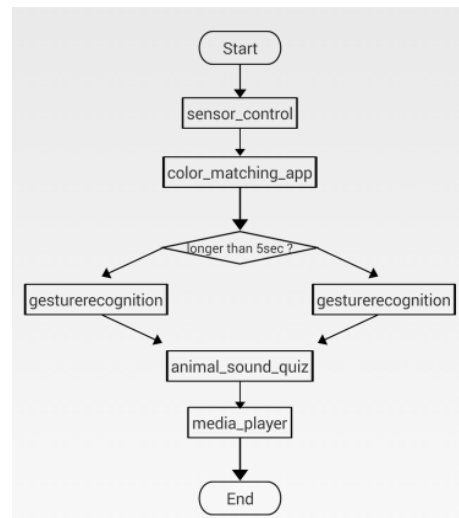 Start
sensor_control
color_matching_app
longer than 5sec ?
gesturerecognition
gesturerecognition
animal_sound_quiz
media_player
End